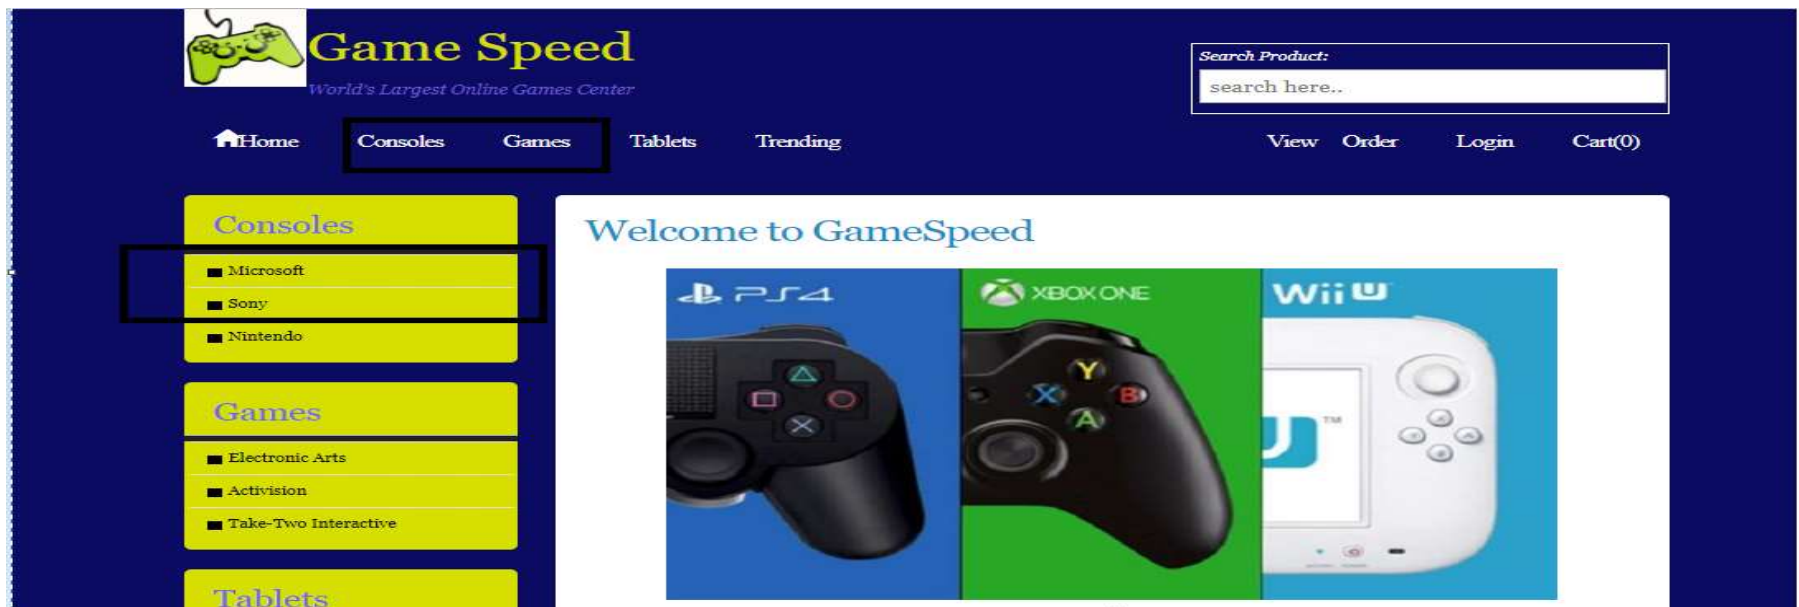 Game Speed
World's Largest Online Games Center
Search Product:
search here..
Home Consoles Games Tablets Trending View Order Login Cart(0)
Consoles
Microsoft
Sony
Nintendo
Games
Electronic Arts
Activision
Take-Two Interactive
Tablets
Welcome to GameSpeed
PS4 XBOX ONE Wii U
Y
X B
A
U TM